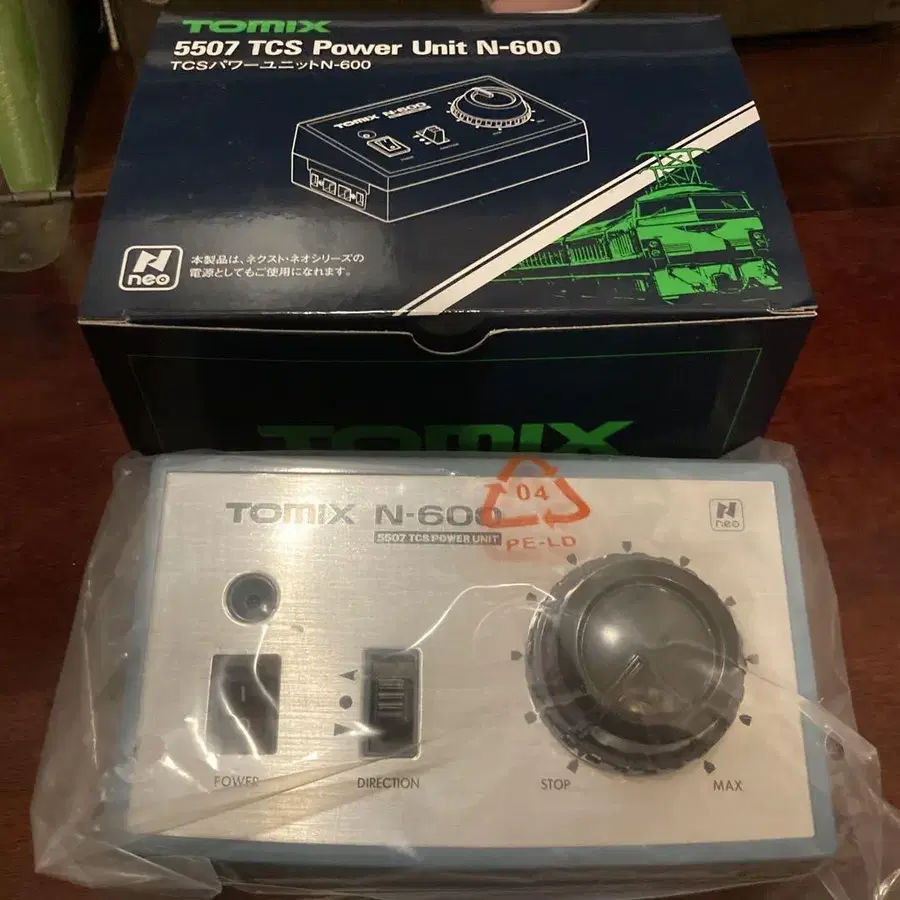 TOMIX
5507 TCS Power Unit N-600
TCSパワーユニットN-600
TOMIX N-600
N
neo
本製品は、ネクスト・ネオシリーズの
電源としてもご使用になれます。
TOMIX
TOMIX N-600
5507 TCS POWER UNIT
04
PE-LD
N
neo
POWER
DIRECTION
STOP
MAX